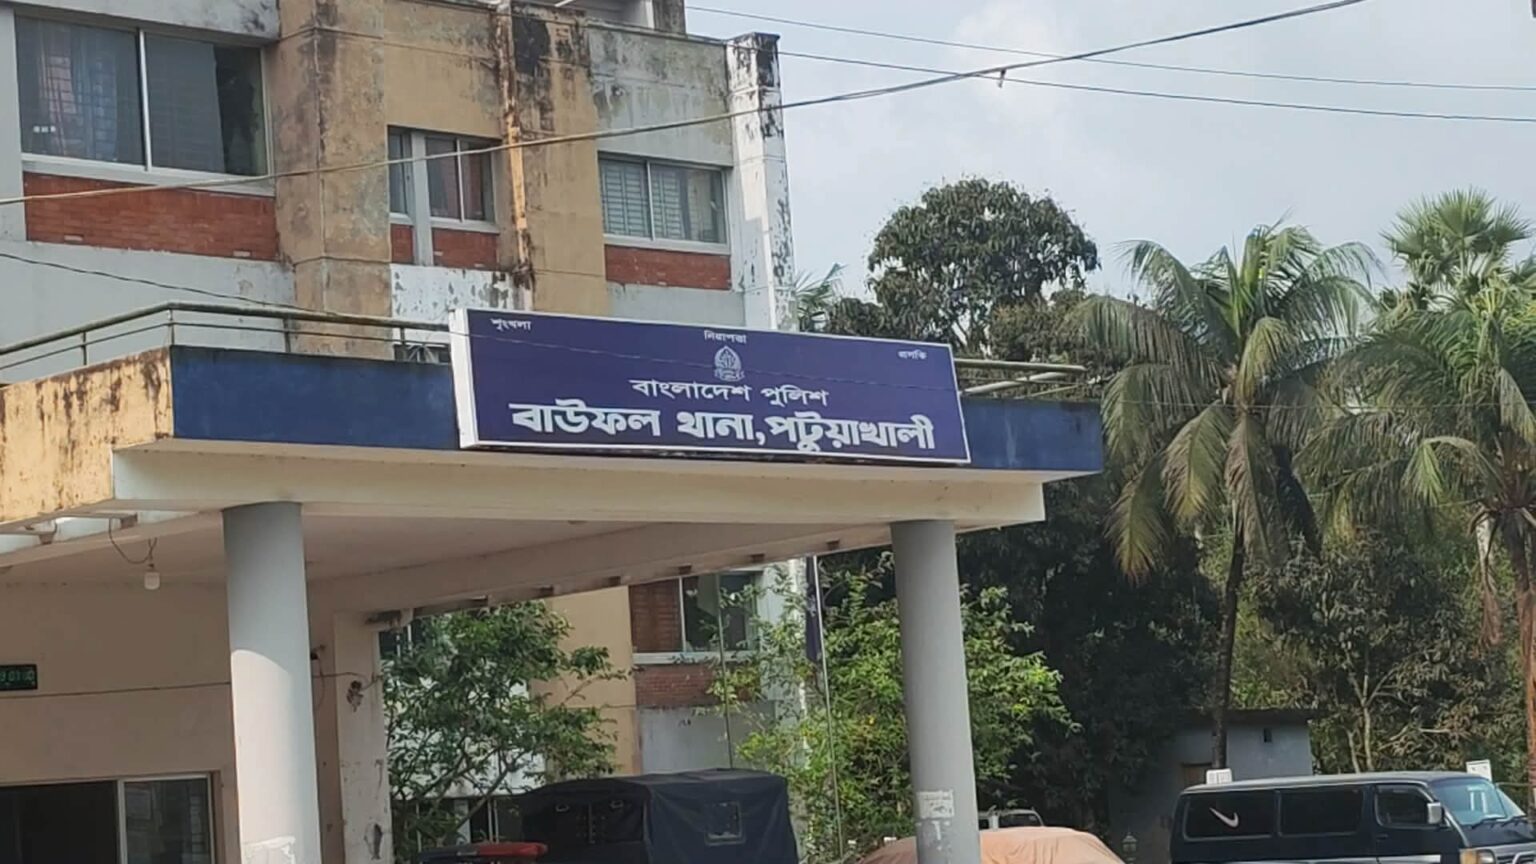 শৃংখলা নিরাপত্তা প্রগতি
বাংলাদেশ পুলিশ
বাউফল থানা,পটুয়াখালী